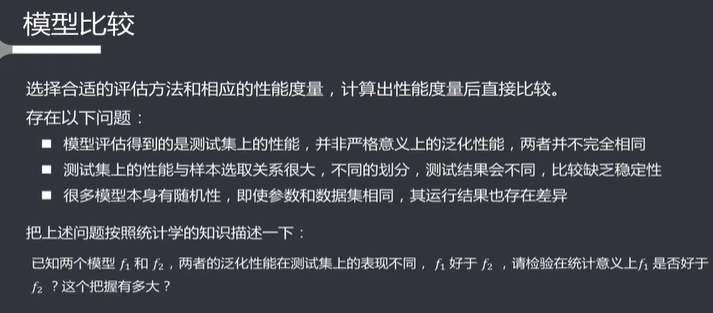 模型比较
选择合适的评估方法和相应的性能度量，计算出性能度量后直接比较。
存在以下问题：
■ 模型评估得到的是测试集上的性能，并非严格意义上的泛化性能，两者并不完全相同
■ 测试集上的性能与样本选取关系很大，不同的划分，测试结果会不同，比较缺乏稳定性
■ 很多模型本身有随机性，即使参数和数据集相同，其运行结果也存在差异
把上述问题按照统计学的知识描述一下：
已知两个模型 f₁ 和 f₂，两者的泛化性能在测试集上的表现不同，f₁ 好于 f₂，请检验在统计意义上f₁ 是否好于
f₂？这个把握有多大？